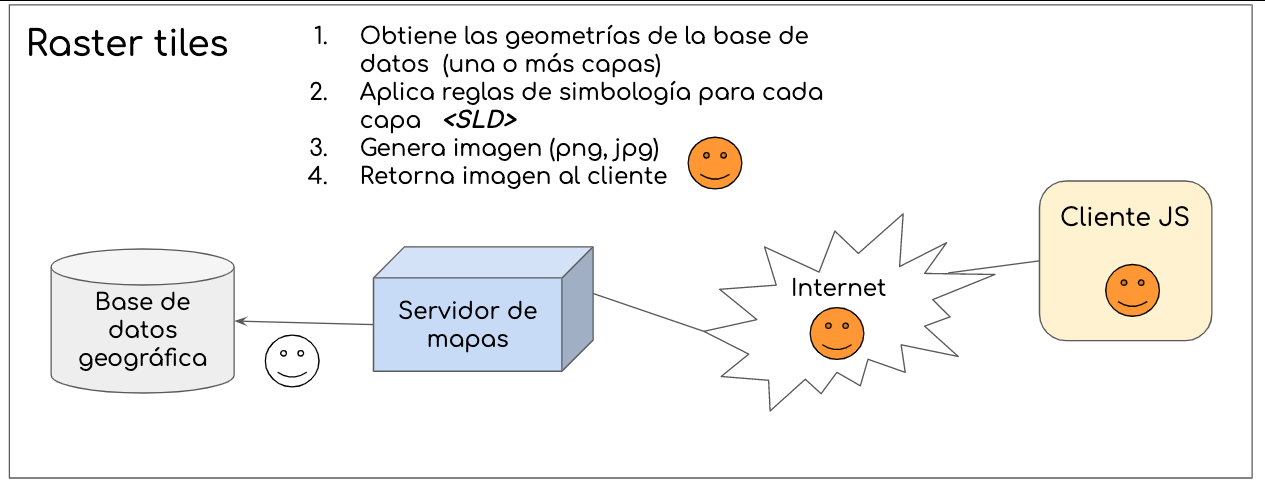 Raster tiles
1. Obtiene las geometrías de la base de
datos (una o más capas)
2. Aplica reglas de simbología para cada
capa <SLD>
3. Genera imagen (png, jpg)
4. Retorna imagen al cliente
Cliente JS
Internet
Servidor de
mapas
Base de
datos
geográfica